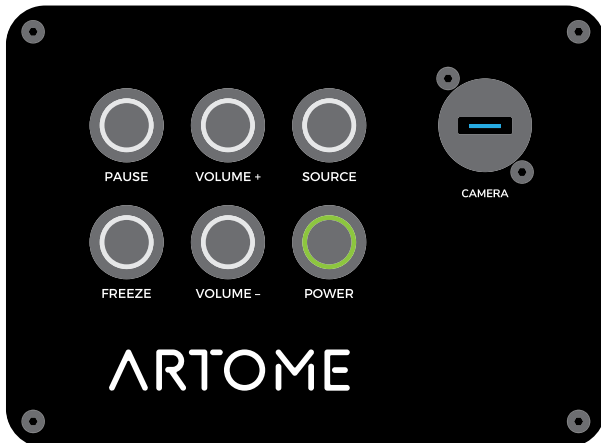 PAUSE VOLUME + SOURCE
CAMERA
FREEZE VOLUME – POWER
ARTOME